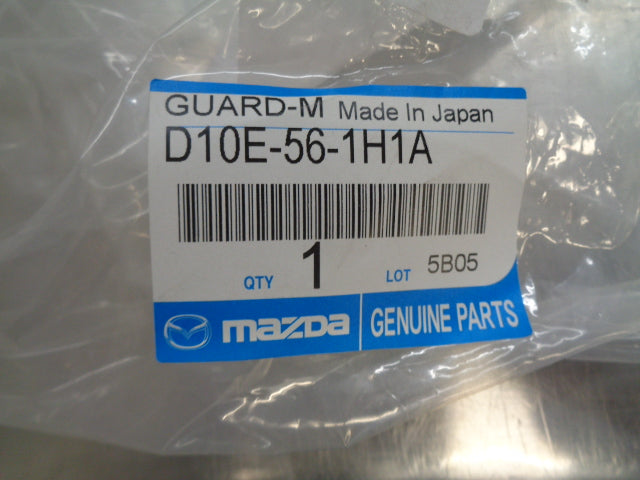 GUARD-M Made In Japan
D10E-56-1H1A
QTY 1 LOT 5B05
mazda GENUINE PARTS